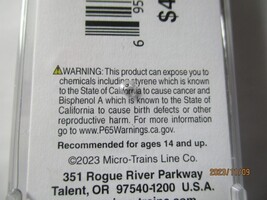 $4
6 95
⚠WARNING: This product can expose you to
chemicals including styrene which is known
to the State of California to cause cancer and
Bisphenol A which is known to the State of
California to cause birth defects or other
reproductive harm. For more information
go to www.P65Warnings.ca.gov.
Recommended for ages 14 and up.
©2023 Micro-Trains Line Co.
351 Rogue River Parkway
Talent, OR 97540-1200 U.S.A.